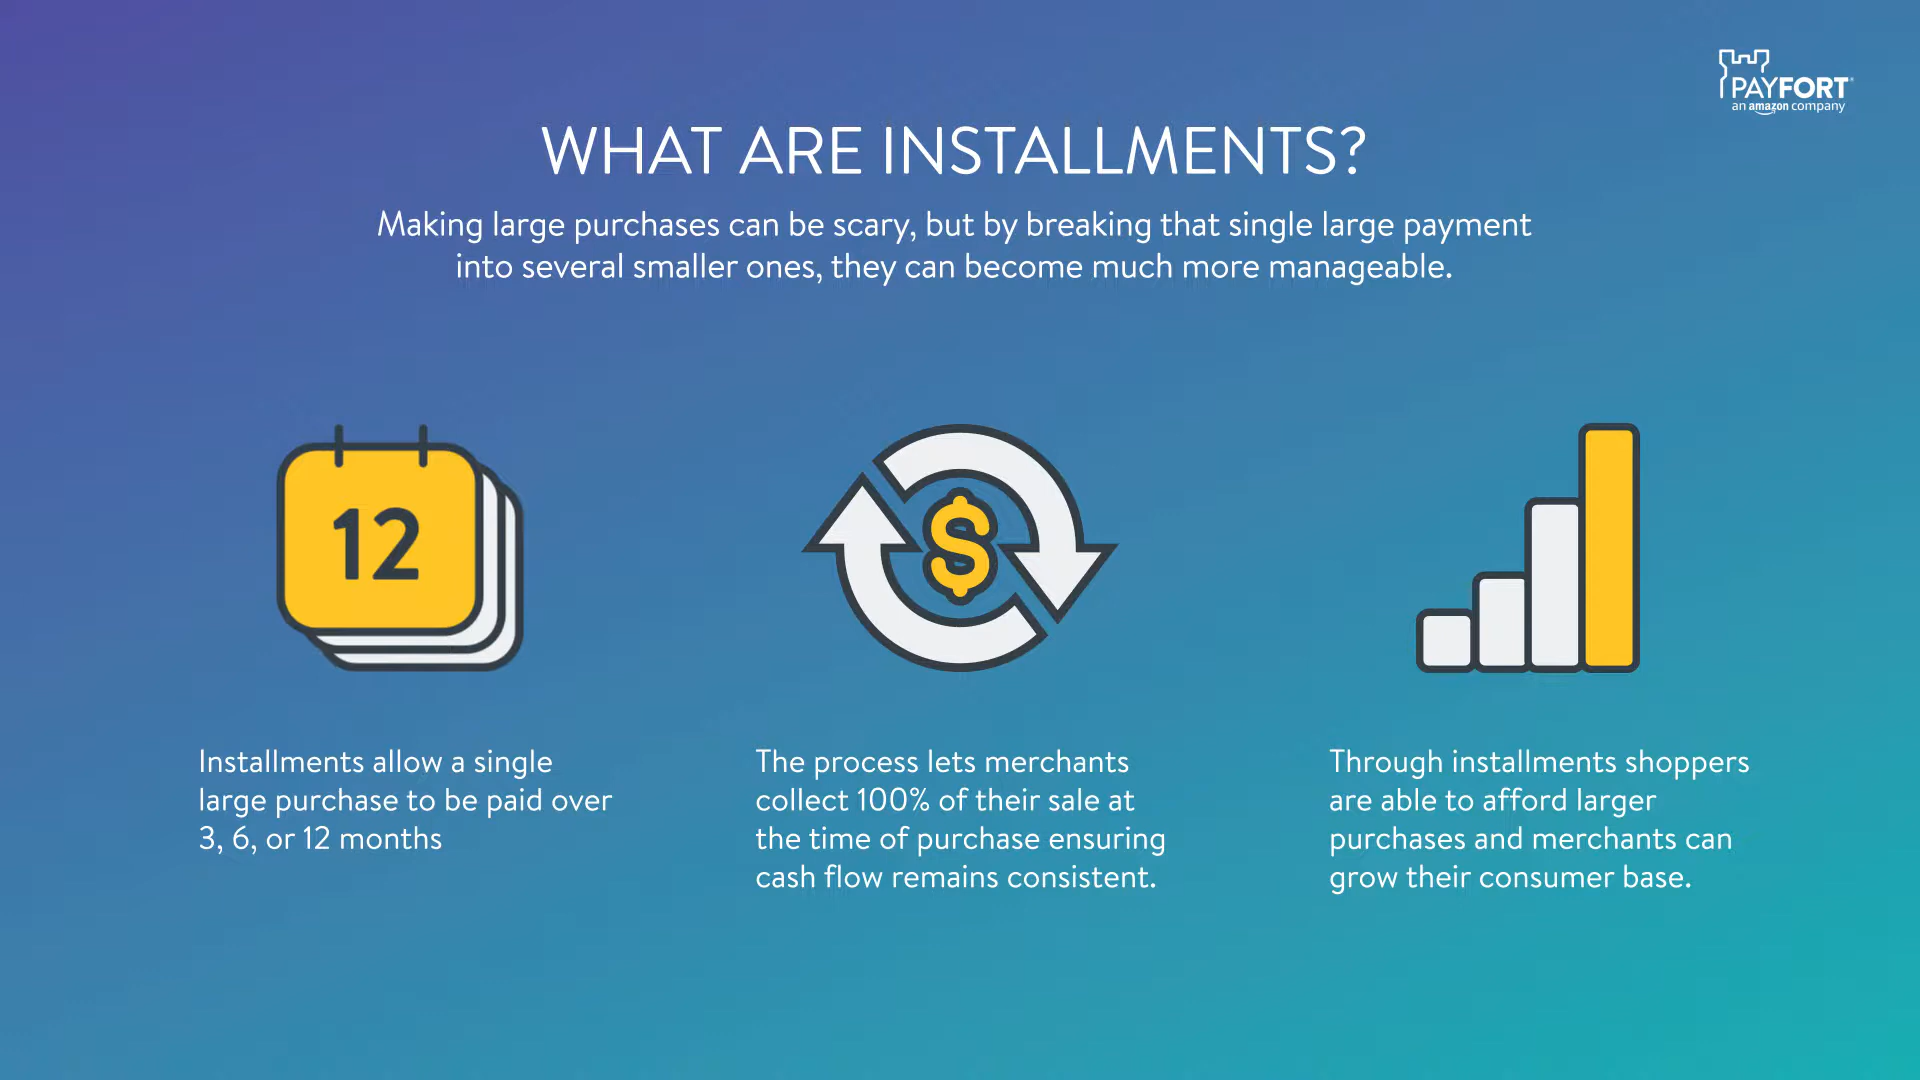 PAYFORT
an amazon company
WHAT ARE INSTALLMENTS?
Making large purchases can be scary, but by breaking that single large payment
into several smaller ones, they can become much more manageable.
12
$
Installments allow a single
large purchase to be paid over
3, 6, or 12 months
The process lets merchants
collect 100% of their sale at
the time of purchase ensuring
cash flow remains consistent.
Through installments shoppers
are able to afford larger
purchases and merchants can
grow their consumer base.